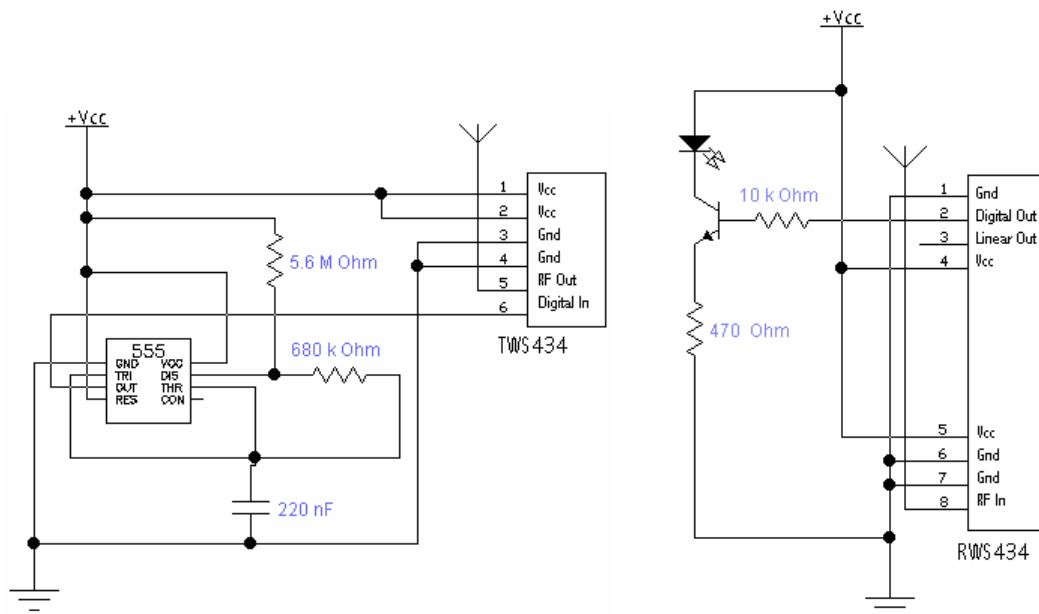 +Vcc
5.6 M Ohm
680 k Ohm
555
GND VCC
TRI DIS
OUT THR
RES CON
220 nF
1 Vcc
2 Vcc
3 Gnd
4 Gnd
5 RF Out
6 Digital In
TWS434
+Vcc
10 k Ohm
470 Ohm
1 Gnd
2 Digital Out
3 Linear Out
4 Vcc
5 Vcc
6 Gnd
7 Gnd
8 RF In
RWS434